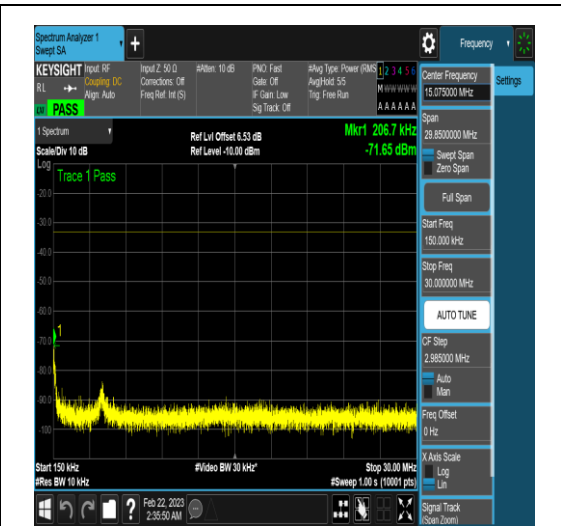 Spectrum Analyzer 1
Swept SA
+
Frequency
KEYSIGHT
Input: RF
Coupling: DC
Align: Auto
Input Z: 50 Ω
Corrections: Off
Freq Ref: Int (S)
#Atten: 10 dB
PNO: Fast
Gate: Off
IF Gain: Low
Sig Track: Off
#Avg Type: Power (RMS
Avg|Hold: 5/5
Trig: Free Run
1 2 3 4 5 6
M W W W W W
A A A A A A
RL
PASS
1 Spectrum
Scale/Div 10 dB
Ref Lvl Offset 6.53 dB
Ref Level -10.00 dBm
Mkr1 206.7 kHz
-71.65 dBm
Log
Trace 1 Pass
-20.0
-30.0
-40.0
-50.0
-60.0
-70.0
-80.0
-90.0
-100
1
Start 150 kHz
#Res BW 10 kHz
#Video BW 30 kHz*
Stop 30.00 MHz
#Sweep 1.00 s (10001 pts)
?
Feb 22, 2023
2:35:50 AM
Settings
Center Frequency
15.075000 MHz
Span
29.8500000 MHz
Swept Span
Zero Span
Full Span
Start Freq
150.000 kHz
Stop Freq
30.000000 MHz
AUTO TUNE
CF Step
2.985000 MHz
Auto
Man
Freq Offset
0 Hz
X Axis Scale
Log
Lin
Signal Track
(Span Zoom)